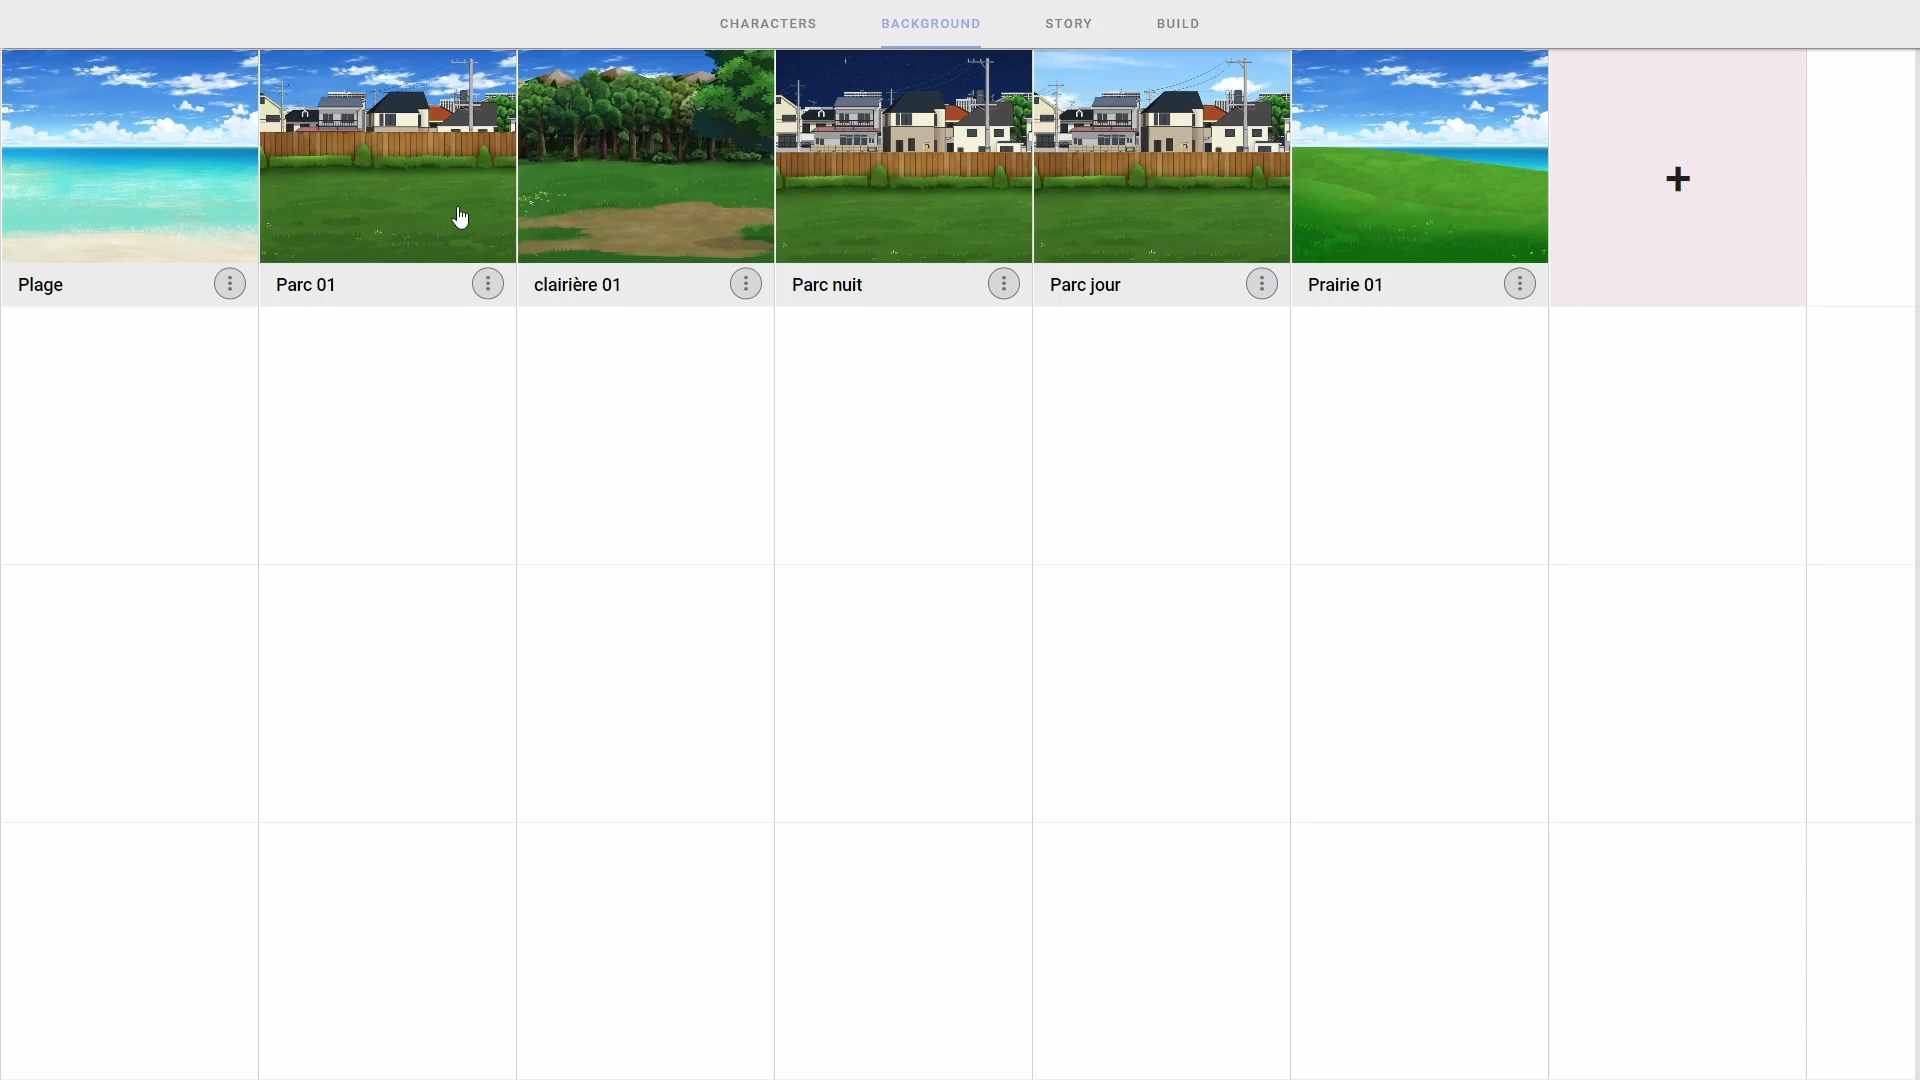 CHARACTERS BACKGROUND STORY BUILD
Plage Parc 01 clairière 01 Parc nuit Parc jour Prairie 01